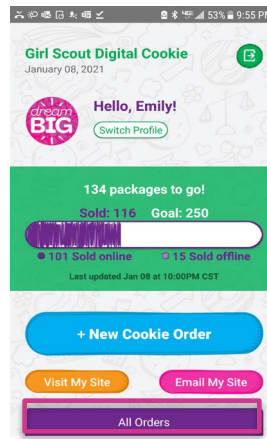 53% 9:55 PM
Girl Scout Digital Cookie
January 08, 2021
dream
BIG
Hello, Emily!
Switch Profile
134 packages to go!
Sold: 116 Goal: 250
101 Sold online 15 Sold offline
Last updated Jan 08 at 10:00PM CST
+ New Cookie Order
Visit My Site Email My Site
All Orders